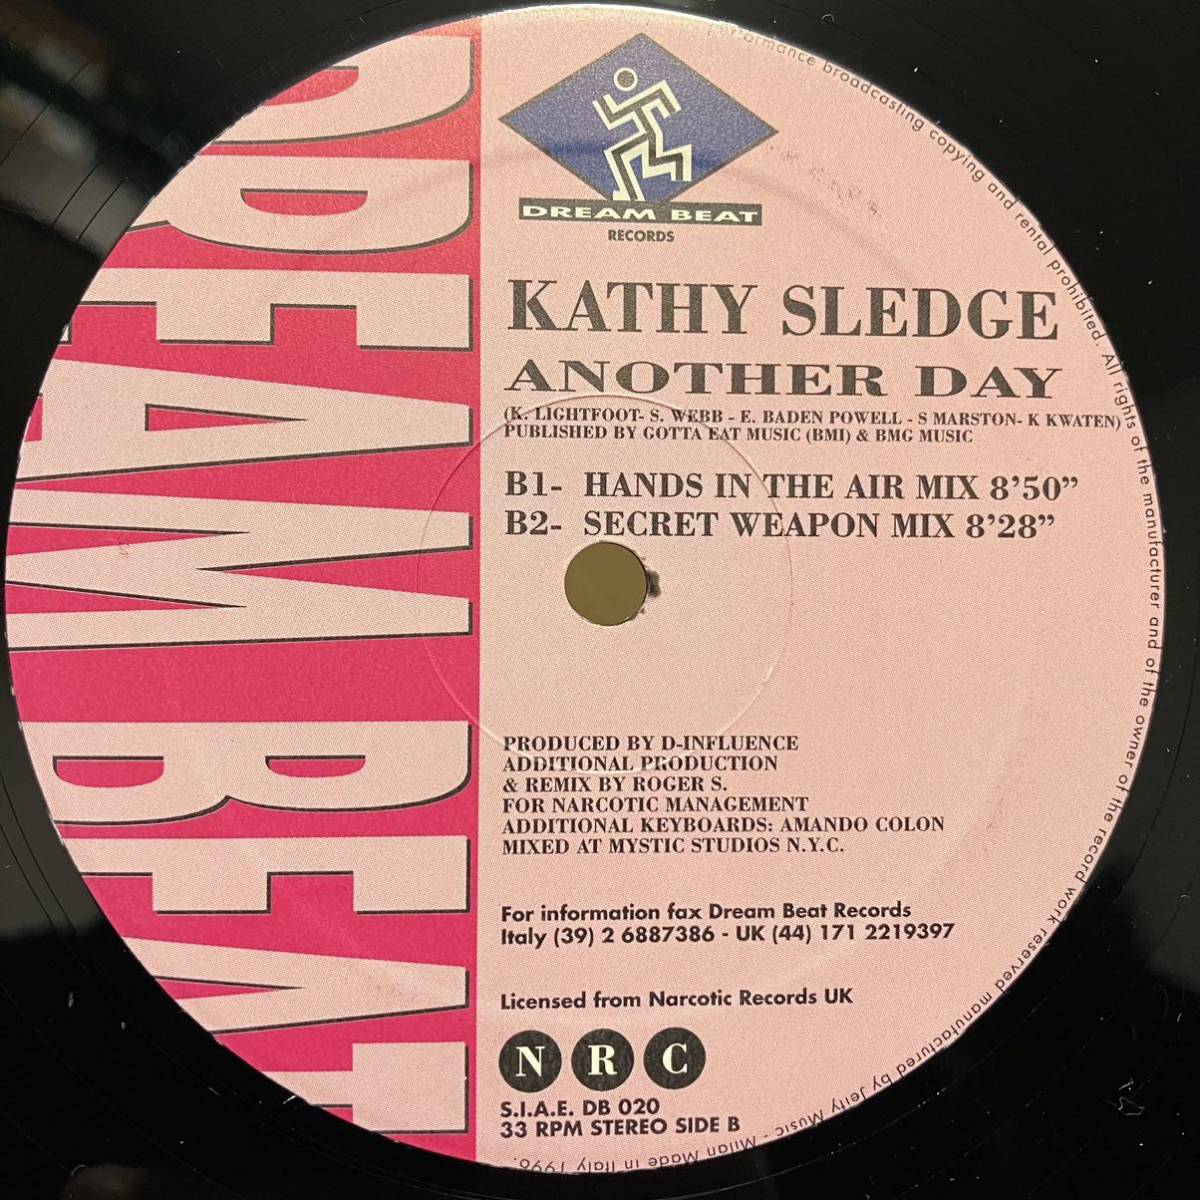 DREAM BEAT
DREAM BEAT
RECORDS
KATHY SLEDGE
ANOTHER DAY
(K. LIGHTFOOT- S. WEBB - E. BADEN POWELL - S MARSTON- K KWATEN)
PUBLISHED BY GOTTA EAT MUSIC (BMI) & BMG MUSIC
B1- HANDS IN THE AIR MIX 8'50"
B2- SECRET WEAPON MIX 8'28"
PRODUCED BY D-INFLUENCE
ADDITIONAL PRODUCTION
& REMIX BY ROGER S.
FOR NARCOTIC MANAGEMENT
ADDITIONAL KEYBOARDS: AMANDO COLON
MIXED AT MYSTIC STUDIOS N.Y.C.
For information fax Dream Beat Records
Italy (39) 2 6887386 - UK (44) 171 2219397
Licensed from Narcotic Records UK
N R C
S.I.A.E. DB 020
33 RPM STEREO SIDE B
performance broadcasting copying and rental prohibited. All rights of the manufacturer and of the owner of the record work reserved manufactured by Jeity Music - Milan Made in Italy 1996.